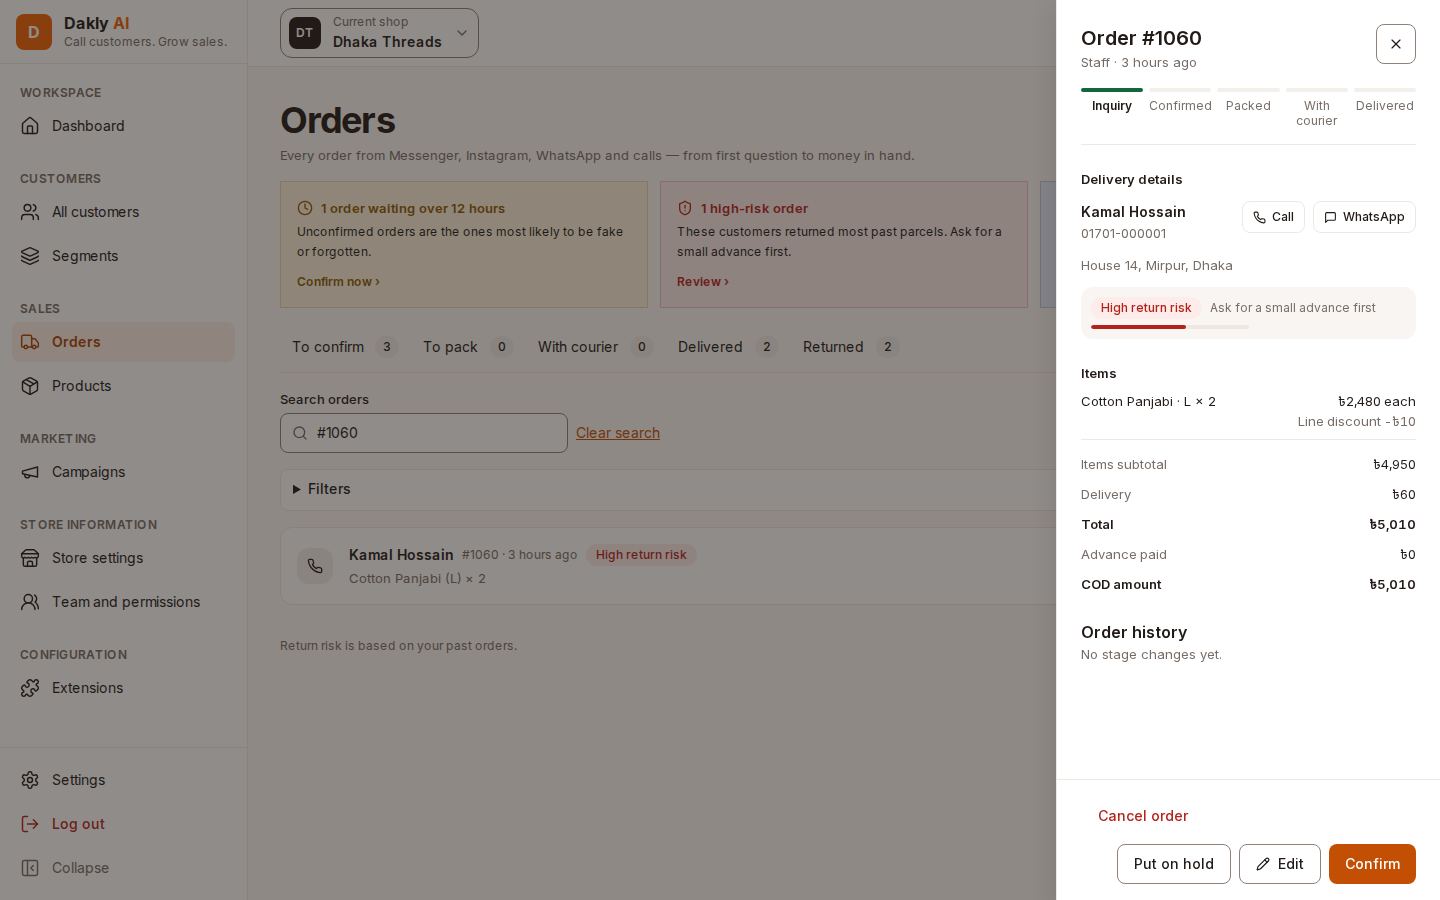 D
Dakly AI
Call customers. Grow sales.
WORKSPACE
Dashboard
CUSTOMERS
All customers
Segments
SALES
Orders
Products
MARKETING
Campaigns
STORE INFORMATION
Store settings
Team and permissions
CONFIGURATION
Extensions
Settings
Log out
Collapse
DT
Current shop
Dhaka Threads
Orders
Every order from Messenger, Instagram, WhatsApp and calls — from first question to money in hand.
1 order waiting over 12 hours
Unconfirmed orders are the ones most likely to be fake
or forgotten.
Confirm now ›
1 high-risk order
These customers returned most past parcels. Ask for a
small advance first.
Review ›
To confirm 3 To pack 0 With courier 0 Delivered 2 Returned 2
Search orders
#1060
Clear search
Filters
Kamal Hossain #1060 · 3 hours ago High return risk
Cotton Panjabi (L) × 2
Return risk is based on your past orders.
Order #1060
Staff · 3 hours ago
Inquiry Confirmed Packed With courier Delivered
Delivery details
Kamal Hossain
01701-000001
Call
WhatsApp
House 14, Mirpur, Dhaka
High return risk Ask for a small advance first
Items
Cotton Panjabi · L × 2 ৳2,480 each
Line discount -৳10
Items subtotal ৳4,950
Delivery ৳60
Total ৳5,010
Advance paid ৳0
COD amount ৳5,010
Order history
No stage changes yet.
Cancel order
Put on hold
Edit
Confirm